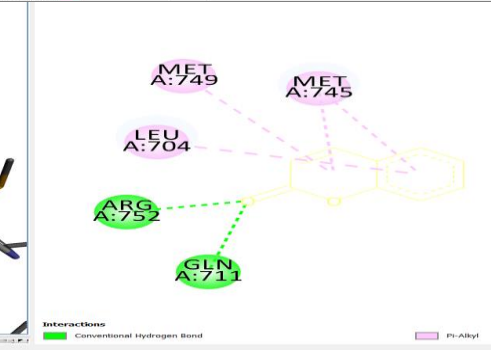 MET
A:749
MET
A:745
LEU
A:704
ARG
A:752
GLN
A:711
O
Interactions
Conventional Hydrogen Bond
Pi-Alkyl